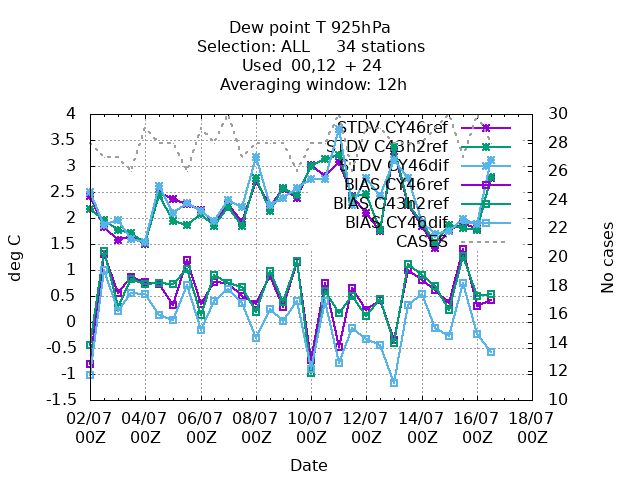 Dew point T 925hPa
Selection: ALL 34 stations
Used 00,12 + 24
Averaging window: 12h
4 30
3.5 28
3 26
2.5 24
2 22
1.5 20
1 18
0.5 16
0 14
-0.5 12
-1 10
-1.5
STDV CY46ref
STDV C43h2ref
STDV CY46dif
BIAS CY46ref
BIAS C43h2ref
BIAS CY46dif
CASES
deg C
No cases
02/07 04/07 06/07 08/07 10/07 12/07 14/07 16/07 18/07
00Z 00Z 00Z 00Z 00Z 00Z 00Z 00Z 00Z
Date